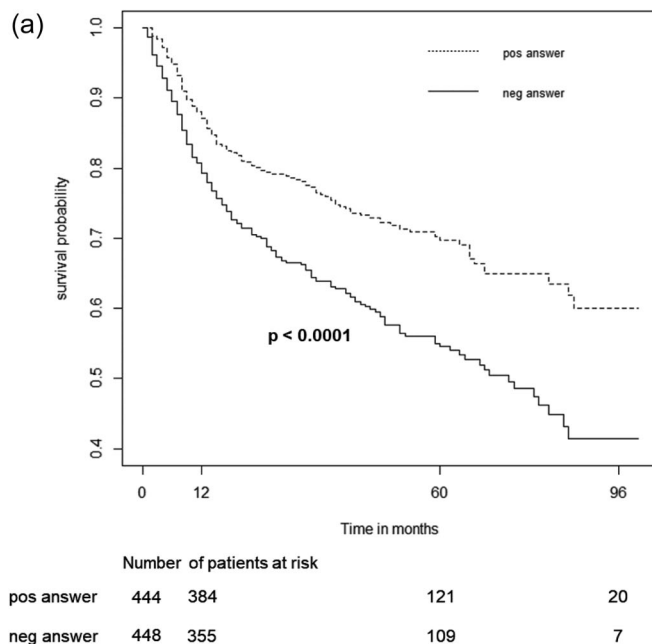 (a)
pos answer
neg answer
survival probability
1.0
0.9
0.8
0.7
0.6
0.5
0.4
p < 0.0001
0 12 60 96
Time in months
Number of patients at risk
pos answer 444 384 121 20
neg answer 448 355 109 7